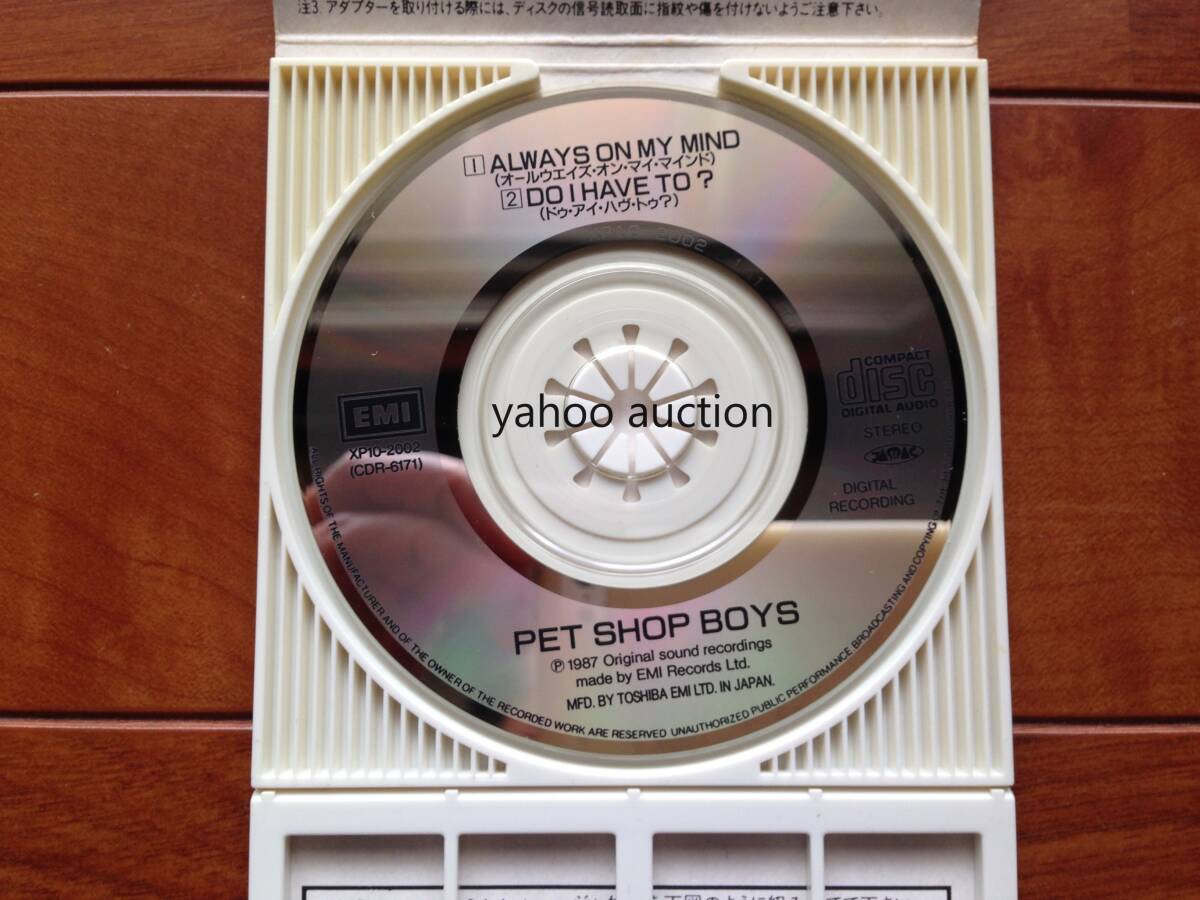 注3. アダプターを取り付ける際には、ディスクの信号読取面に指紋や傷を付けないようご注意下さい。
1 ALWAYS ON MY MIND
(オールウエイズ・オン・マイ・マインド)
2 DO I HAVE TO ?
(ドゥ・アイ・ハヴ・トゥ?)
2002
EMI
XP10-2002
(CDR-6171)
COMPACT
disc
DIGITAL AUDIO
STEREO
DIGITAL
RECORDING
yahoo auction
PET SHOP BOYS
Ⓟ 1987 Original sound recordings
made by EMI Records Ltd.
MFD. BY TOSHIBA EMI LTD. IN JAPAN.
ALL RIGHTS OF THE MANUFACTURER AND OF THE OWNER OF THE RECORDED WORK ARE RESERVED UNAUTHORIZED PUBLIC PERFORMANCE BROADCASTING AND COPYING OF